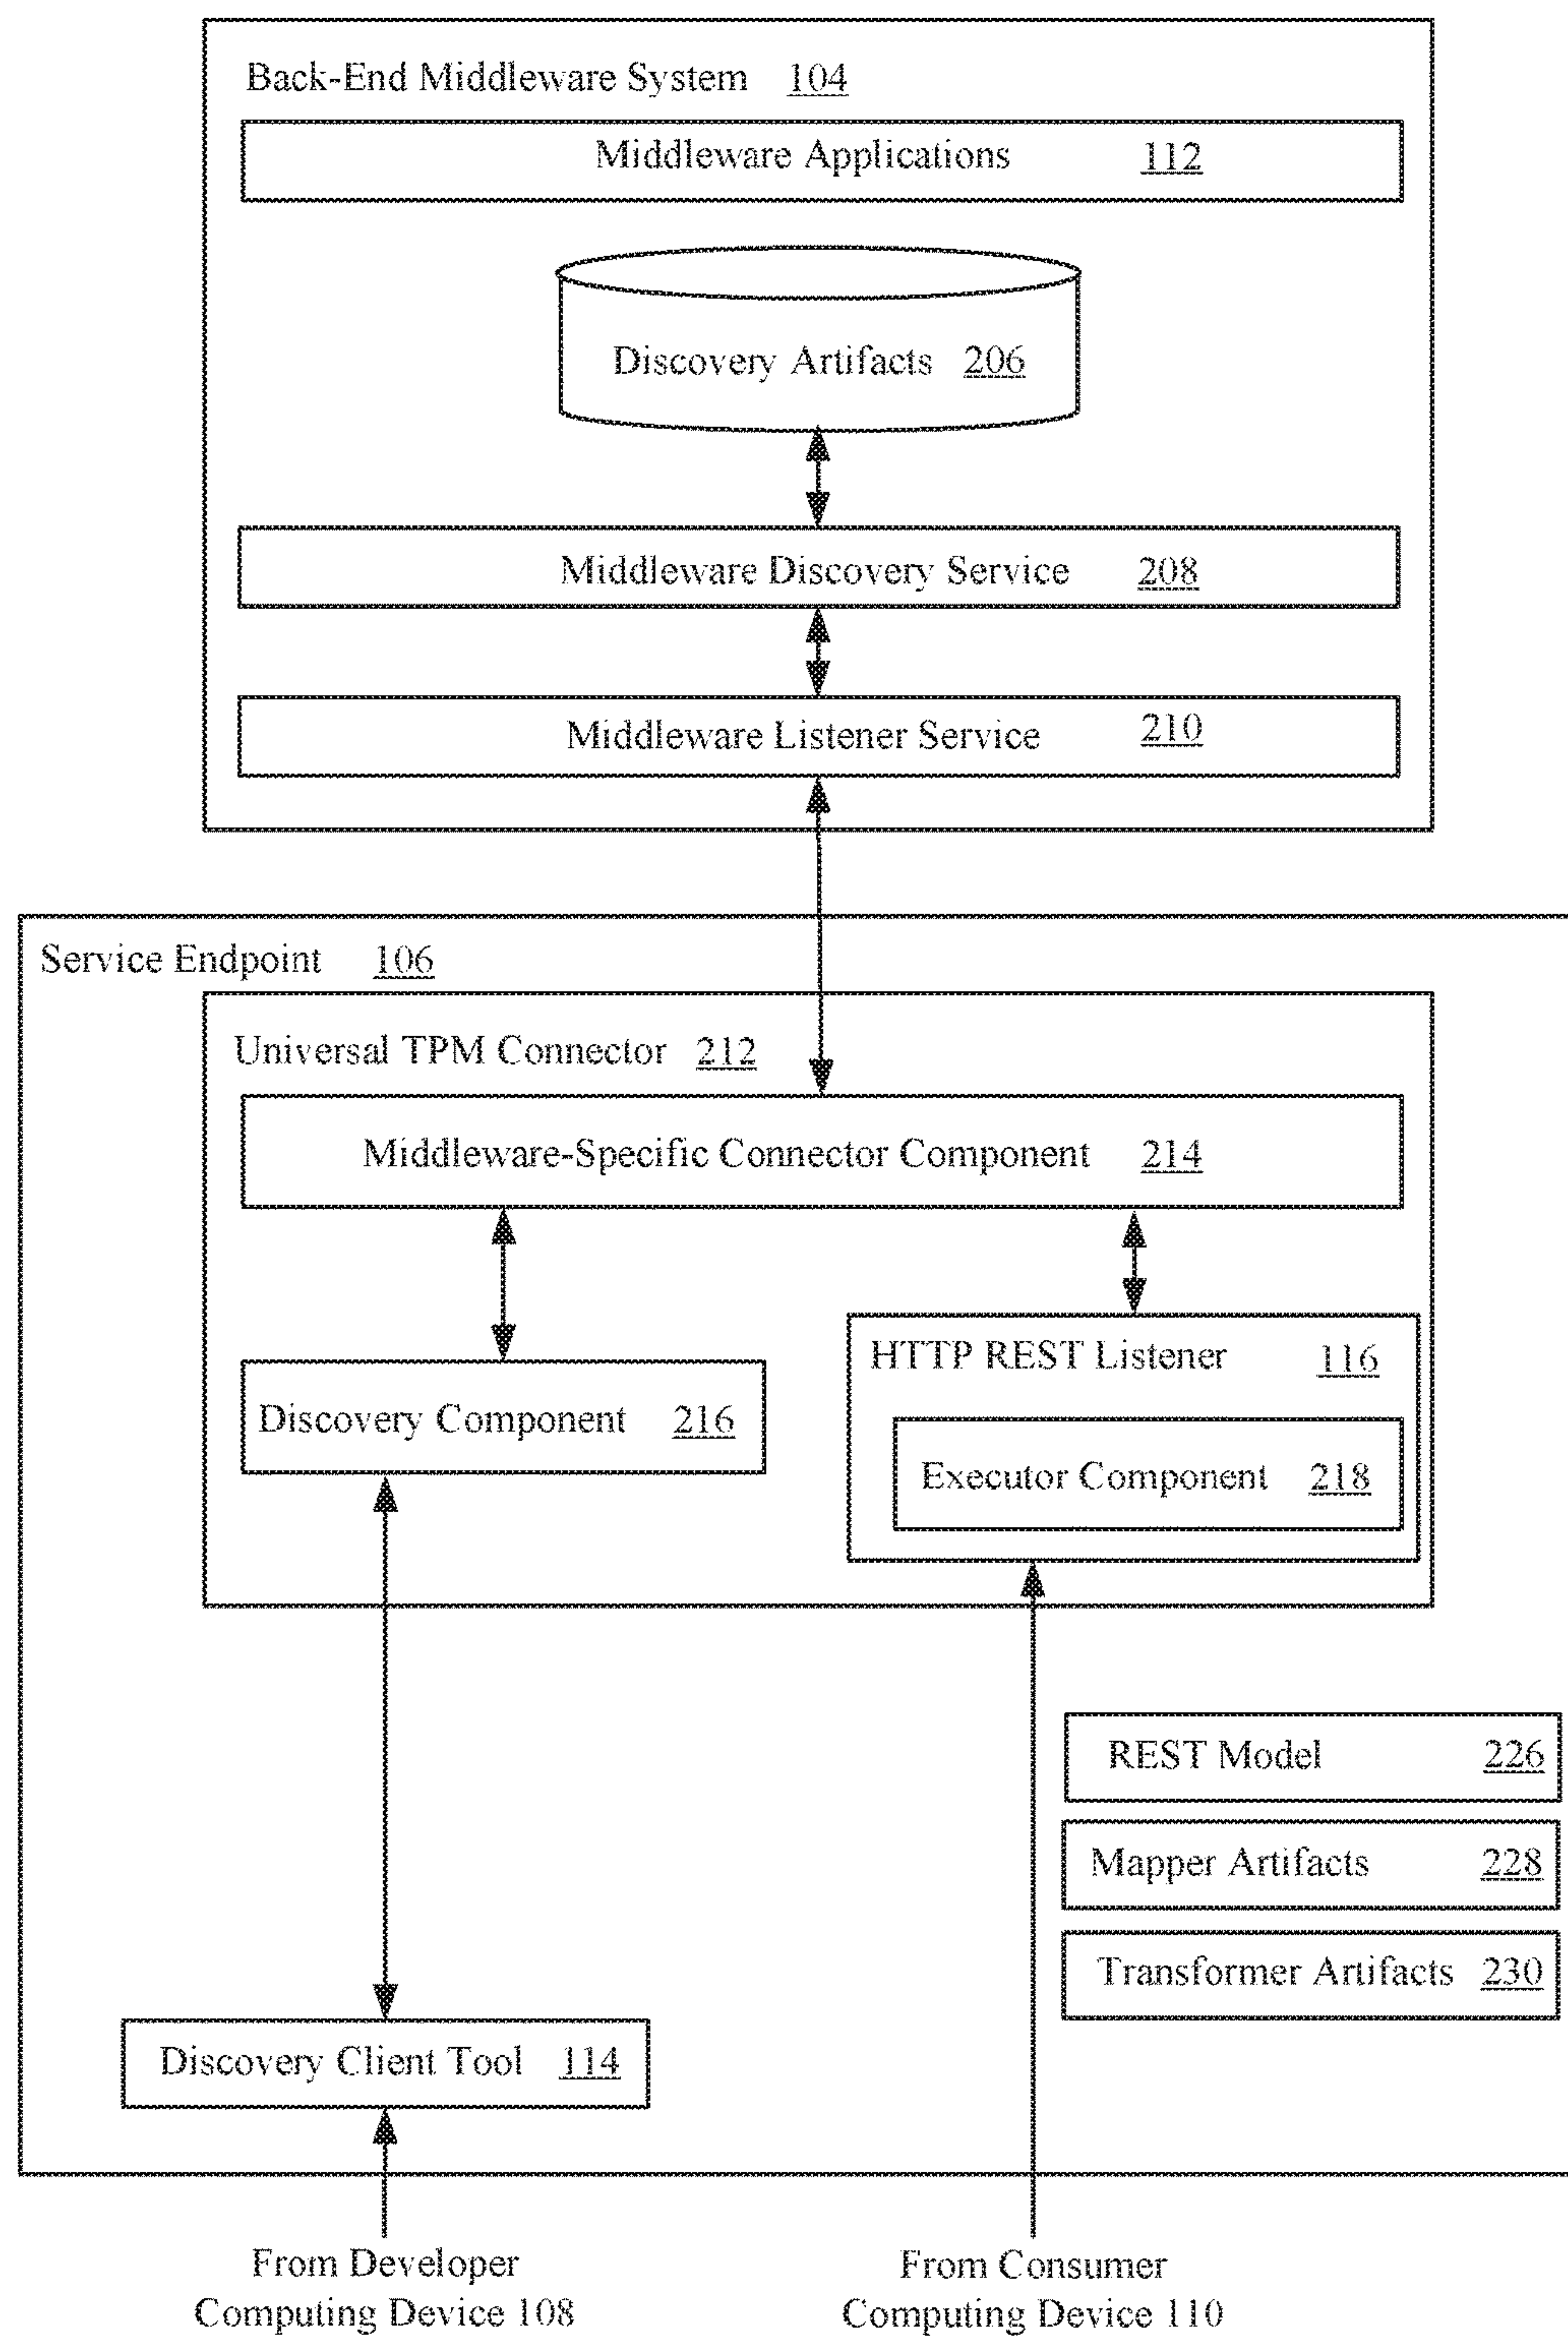 Back-End Middleware System 104
Middleware Applications 112
Discovery Artifacts 206
Middleware Discovery Service 208
Middleware Listener Service 210
Service Endpoint 106
Universal TPM Connector 212
Middleware-Specific Connector Component 214
HTTP REST Listener 116
Discovery Component 216
Executor Component 218
REST Model 226
Mapper Artifacts 228
Transformer Artifacts 230
Discovery Client Tool 114
From Developer
Computing Device 108
From Consumer
Computing Device 110